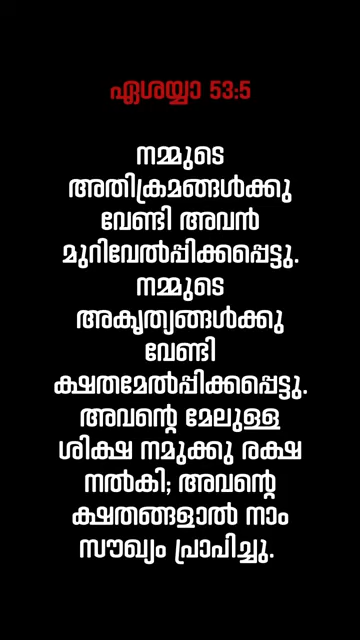 ഏശയ്യാ 53:5
നമ്മുടെ
അതിക്രമങ്ങൾക്കു
വേണ്ടി അവൻ
മുറിവേൽപ്പിക്കപ്പെട്ടു.
നമ്മുടെ
അകൃത്യങ്ങൾക്കു
വേണ്ടി
ക്ഷതമേൽപ്പിക്കപ്പെട്ടു.
അവന്റെ മേലുള്ള
ശിക്ഷ നമുക്കു രക്ഷ
നൽകി; അവന്റെ
ക്ഷതങ്ങളാൽ നാം
സൗഖ്യം പ്രാപിച്ചു.